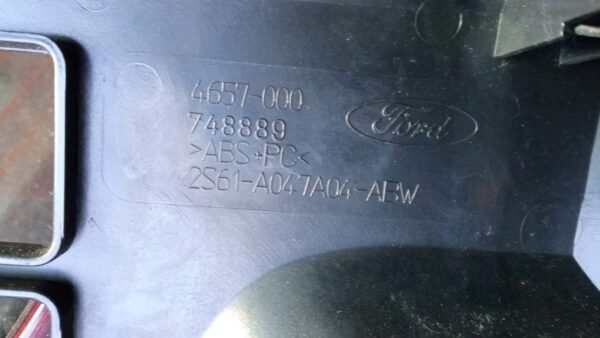 4657-000
748889
>ABS+PC<
2S61-A047A04-ABW
Ford